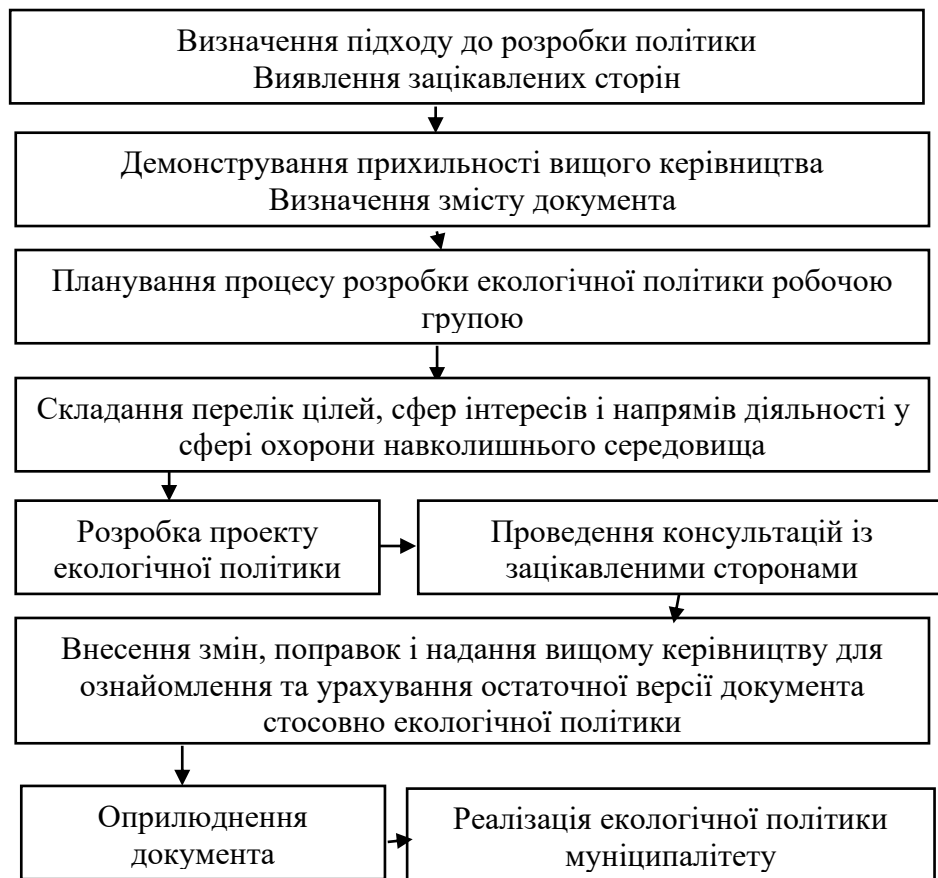 Визначення підходу до розробки політики
Виявлення зацікавлених сторін
Демонстрування прихильності вищого керівництва
Визначення змісту документа
Планування процесу розробки екологічної політики робочою
групою
Складання перелік цілей, сфер інтересів і напрямів діяльності у
сфері охорони навколишнього середовища
Розробка проекту
екологічної політики
Проведення консультацій із
зацікавленими сторонами
Внесення змін, поправок і надання вищому керівництву для
ознайомлення та урахування остаточної версії документа
стосовно екологічної політики
Оприлюднення
документа
Реалізація екологічної політики
муніципалітету